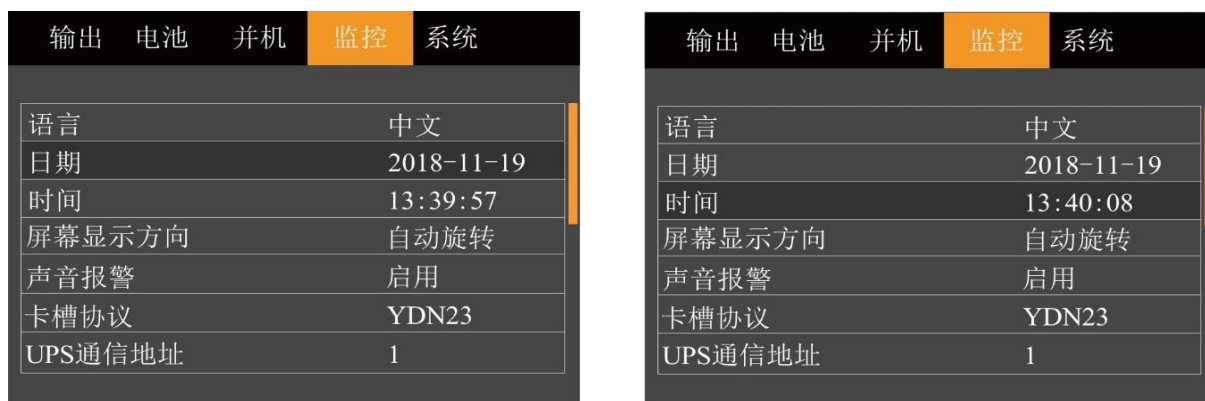 输出 电池 并机 监控 系统
语言 中文
日期 2018-11-19
时间 13:39:57
屏幕显示方向 自动旋转
声音报警 启用
卡槽协议 YDN23
UPS通信地址 1
输出 电池 并机 监控 系统
语言 中文
日期 2018-11-19
时间 13:40:08
屏幕显示方向 自动旋转
声音报警 启用
卡槽协议 YDN23
UPS通信地址 1